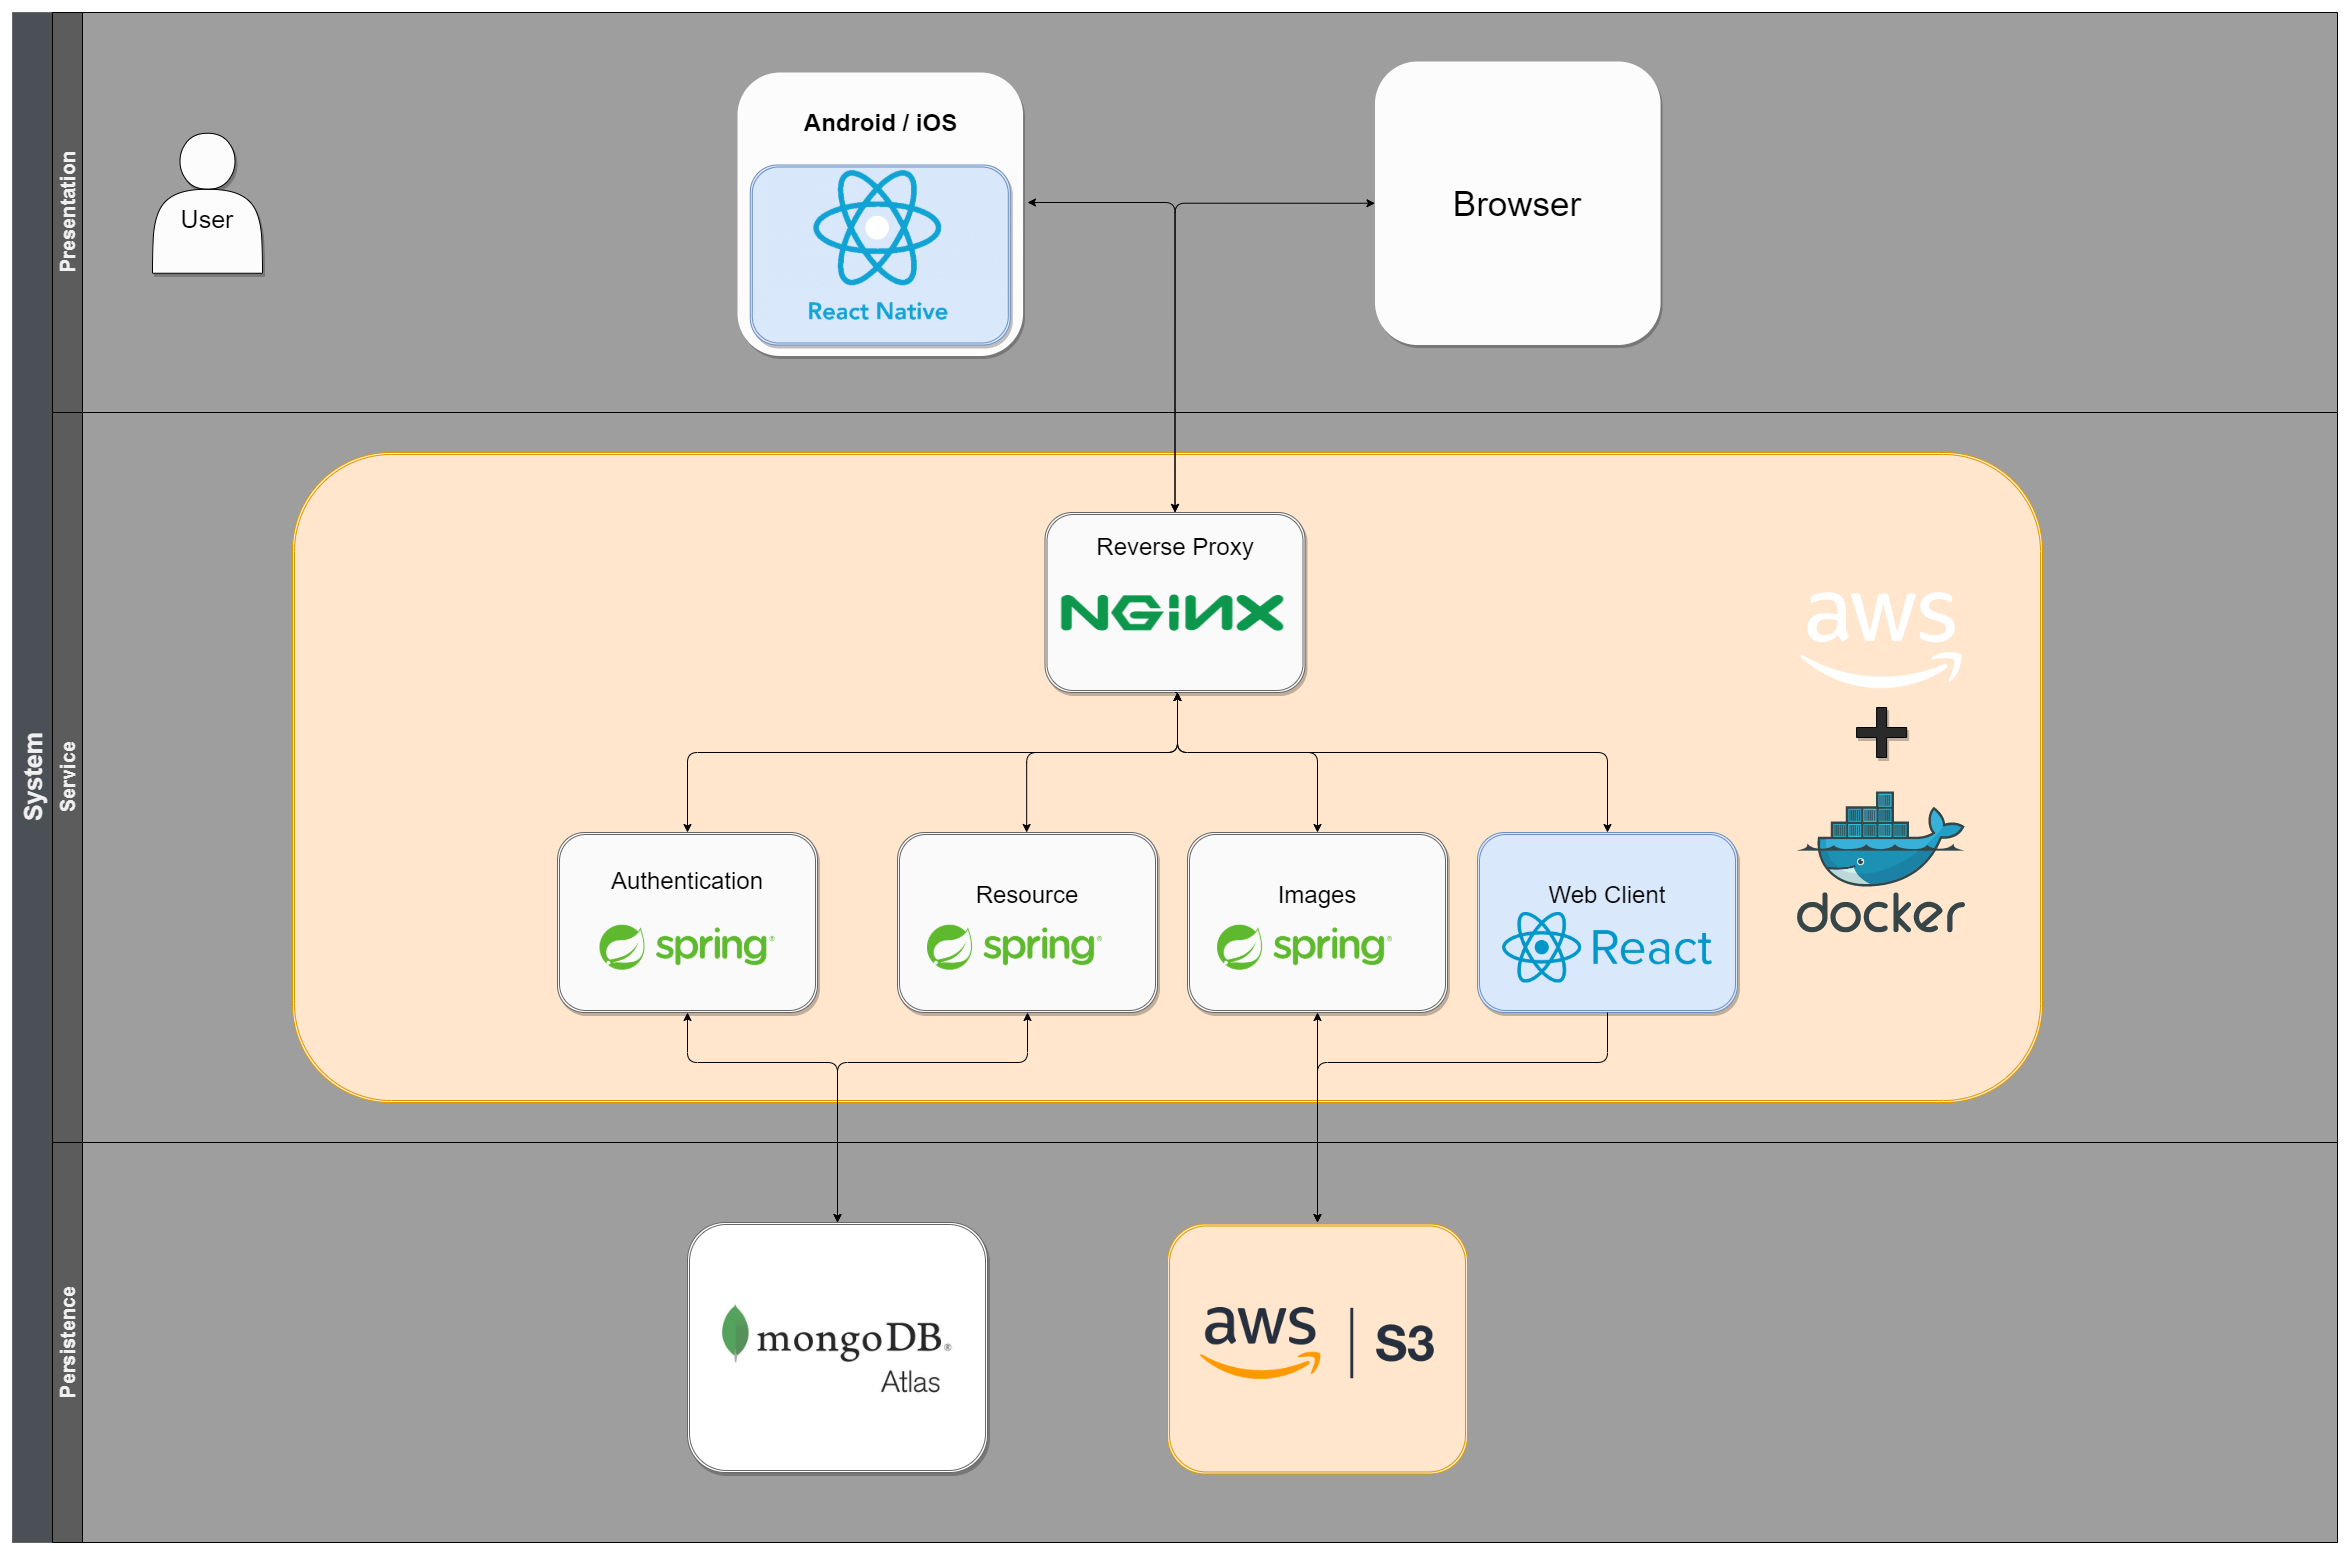 System
Presentation
User
Android / iOS
React Native
Browser
Service
Reverse Proxy
NGiNX
aws
docker
Authentication
spring®
Resource
spring®
Images
spring®
Web Client
React
Persistence
mongoDB®
Atlas
aws | S3